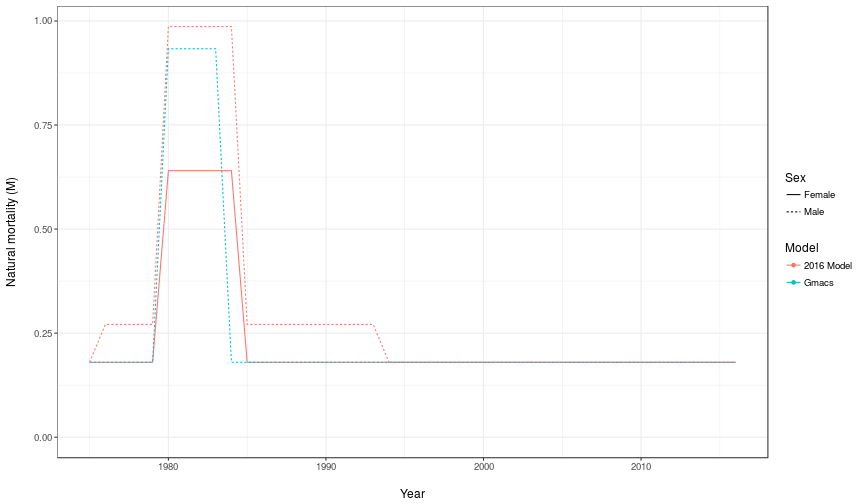 1.00
0.75
0.50
0.25
0.00
Natural mortality (M)
1980 1990 2000 2010
Year
Sex
Female
Male
Model
2016 Model
Gmacs